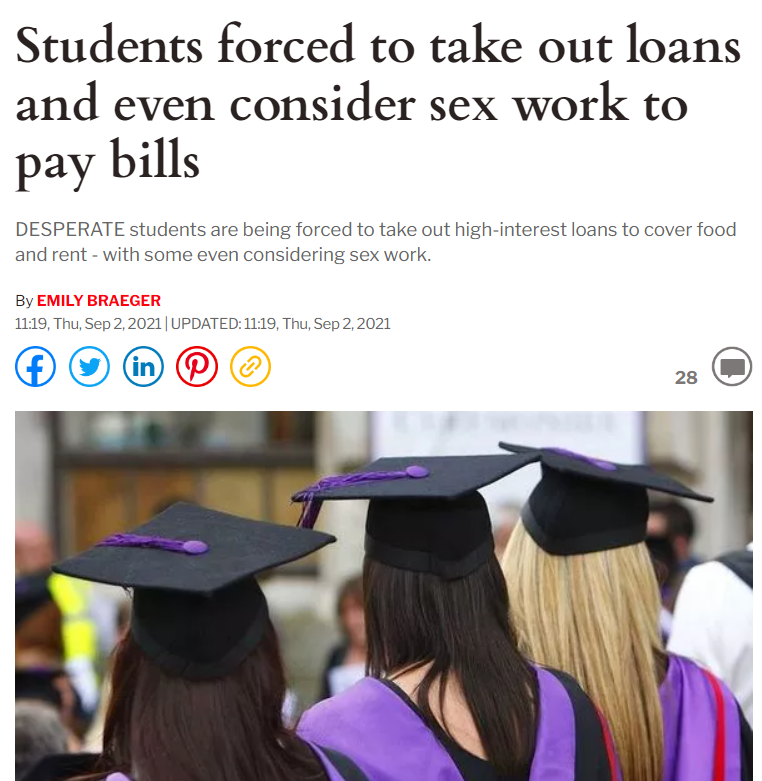 Students forced to take out loans
and even consider sex work to
pay bills
DESPERATE students are being forced to take out high-interest loans to cover food
and rent - with some even considering sex work.
By EMILY BRAEGER
11:19, Thu, Sep 2, 2021 | UPDATED: 11:19, Thu, Sep 2, 2021
28